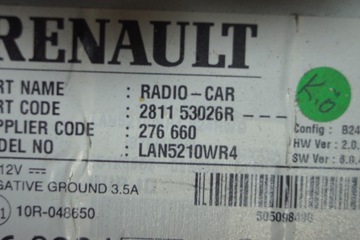 RENAULT
RT NAME : RADIO-CAR
RT CODE : 2811 53026R
PPLIER CODE : 276 660
DEL NO : LAN5210WR4
K.ö
Config : B24
HW Ver : 2.0.
SW Ver : 8.8.
12V
GATIVE GROUND 3.5A
10R-048650